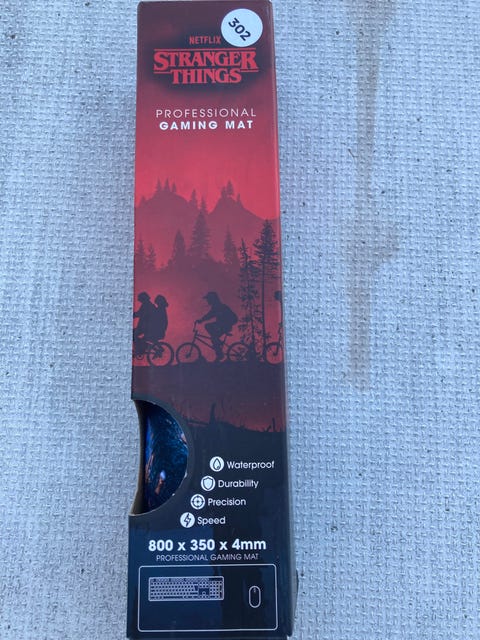 302
NETFLIX
STRANGER
THINGS
PROFESSIONAL
GAMING MAT
Waterproof
Durability
Precision
Speed
800 x 350 x 4mm
PROFESSIONAL GAMING MAT